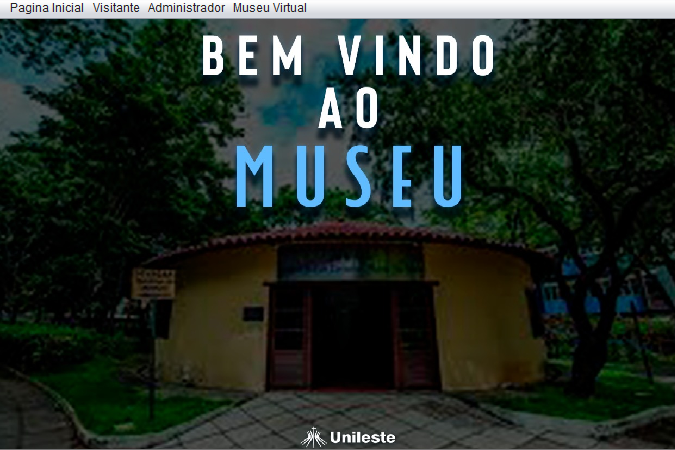 Pagina Inicial Visitante Administrador Museu Virtual
BEM VINDO
AO
MUSEU
Unileste